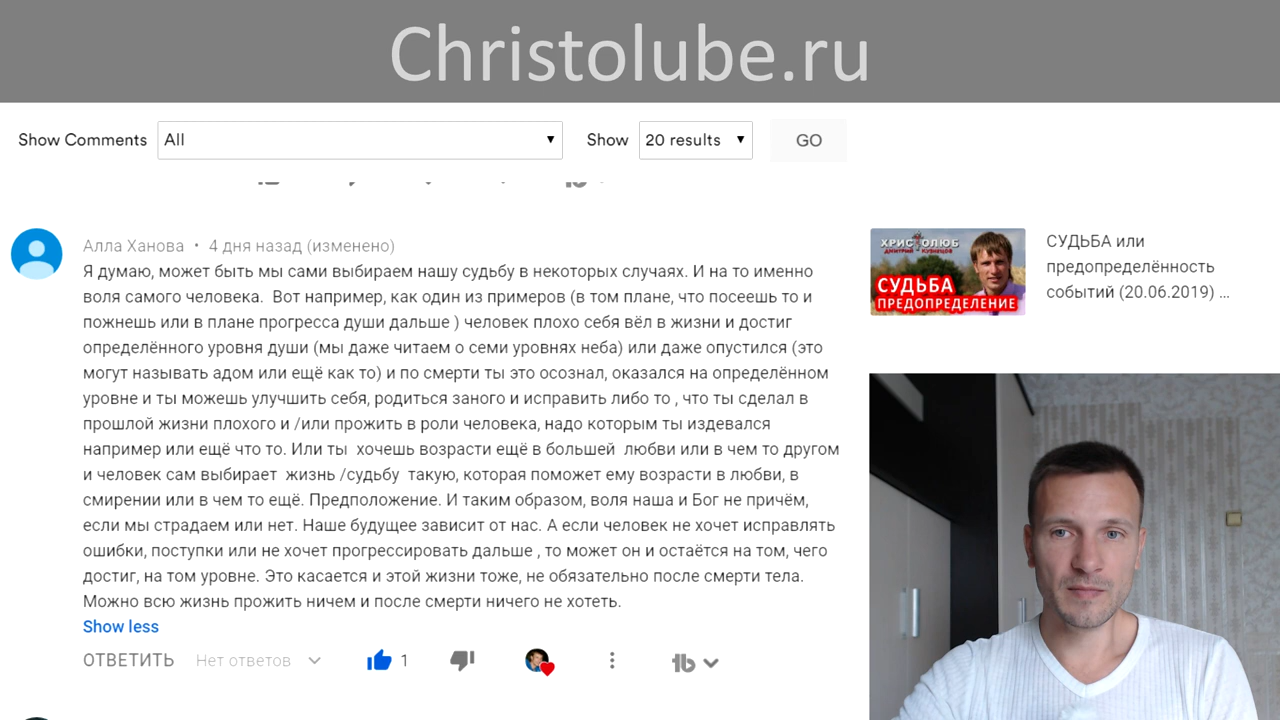 Christolube.ru
Show Comments All ▼ Show 20 results ▼ GO
Алла Ханова • 4 дня назад (изменено)
Я думаю, может быть мы сами выбираем нашу судьбу в некоторых случаях. И на то именно
воля самого человека.  Вот например, как один из примеров (в том плане, что посеешь то и
пожнешь или в плане прогресса души дальше ) человек плохо себя вёл в жизни и достиг
определённого уровня души (мы даже читаем о семи уровнях неба) или даже опустился (это
могут называть адом или ещё как то) и по смерти ты это осознал, оказался на определённом
уровне и ты можешь улучшить себя, родиться заного и исправить либо то , что ты сделал в
прошлой жизни плохого и /или прожить в роли человека, надо которым ты издевался
например или ещё что то. Или ты  хочешь возрасти ещё в большей  любви или в чем то другом
и человек сам выбирает  жизнь /судьбу  такую, которая поможет ему возрасти в любви, в
смирении или в чем то ещё. Предположение. И таким образом, воля наша и Бог не причём,
если мы страдаем или нет. Наше будущее зависит от нас. А если человек не хочет исправлять
ошибки, поступки или не хочет прогрессировать дальше , то может он и остаётся на том, чего
достиг, на том уровне. Это касается и этой жизни тоже, не обязательно после смерти тела.
Можно всю жизнь прожить ничем и после смерти ничего не хотеть.
Show less
ОТВЕТИТЬ Нет ответов 1
ХРИСТОЛЮБ
ДМИТРИЙ КУЗНЕЦОВ
СУДЬБА
ПРЕДОПРЕДЕЛЕНИЕ
СУДЬБА или
предопределённость
событий (20.06.2019) ...